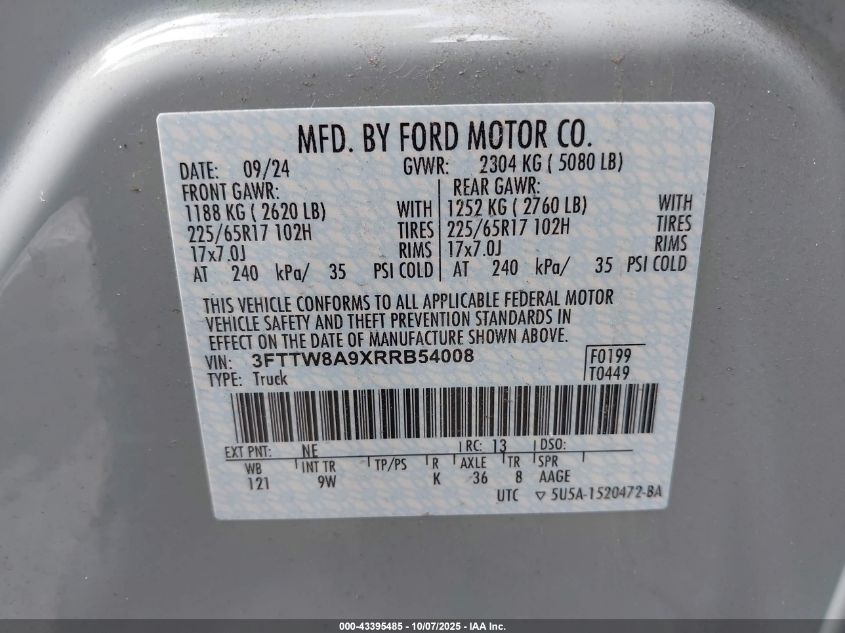 MFD. BY FORD MOTOR CO.
DATE: 09/24 GVWR: 2304 KG ( 5080 LB)
FRONT GAWR: REAR GAWR:
1188 KG ( 2620 LB) WITH 1252 KG ( 2760 LB) WITH
225/65R17 102H TIRES 225/65R17 102H TIRES
17x7.0J RIMS 17x7.0J RIMS
AT 240 kPa/ 35 PSI COLD AT 240 kPa/ 35 PSI COLD
THIS VEHICLE CONFORMS TO ALL APPLICABLE FEDERAL MOTOR
VEHICLE SAFETY AND THEFT PREVENTION STANDARDS IN
EFFECT ON THE DATE OF MANUFACTURE SHOWN ABOVE.
VIN: 3FTTW8A9XRRB54008 F0199
TYPE: Truck T0449
EXT PNT: NE RC: 13 DSO:
WB INT TR TP/PS R AXLE TR SPR
121 9W K 36 8 AAGE
UTC ▽ 5U5A-1520472-BA
000-43395485 - 10/07/2025 - IAA Inc.